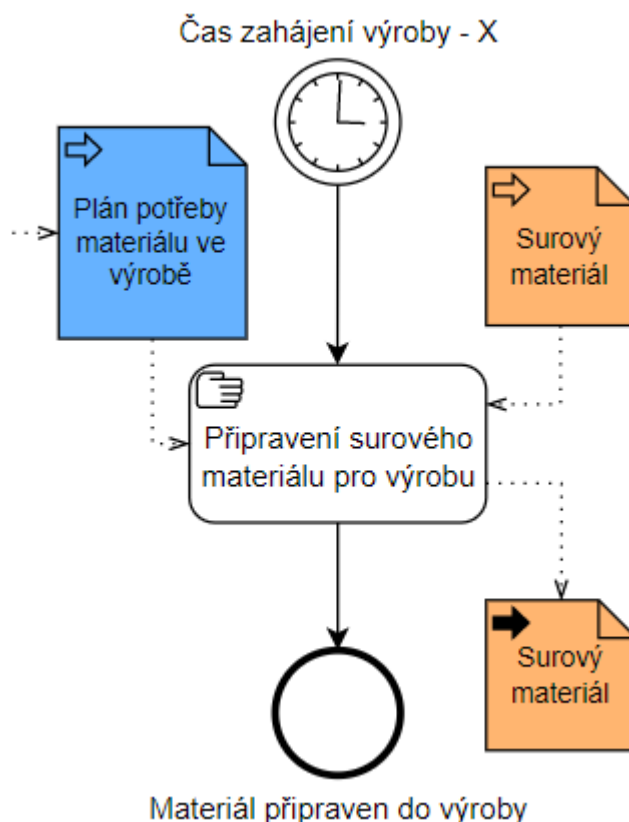 Čas zahájení výroby - X
Plán potřeby
materiálu ve
výrobě
Surový
materiál
Připravení surového
materiálu pro výrobu
Surový
materiál
Materiál připraven do výroby